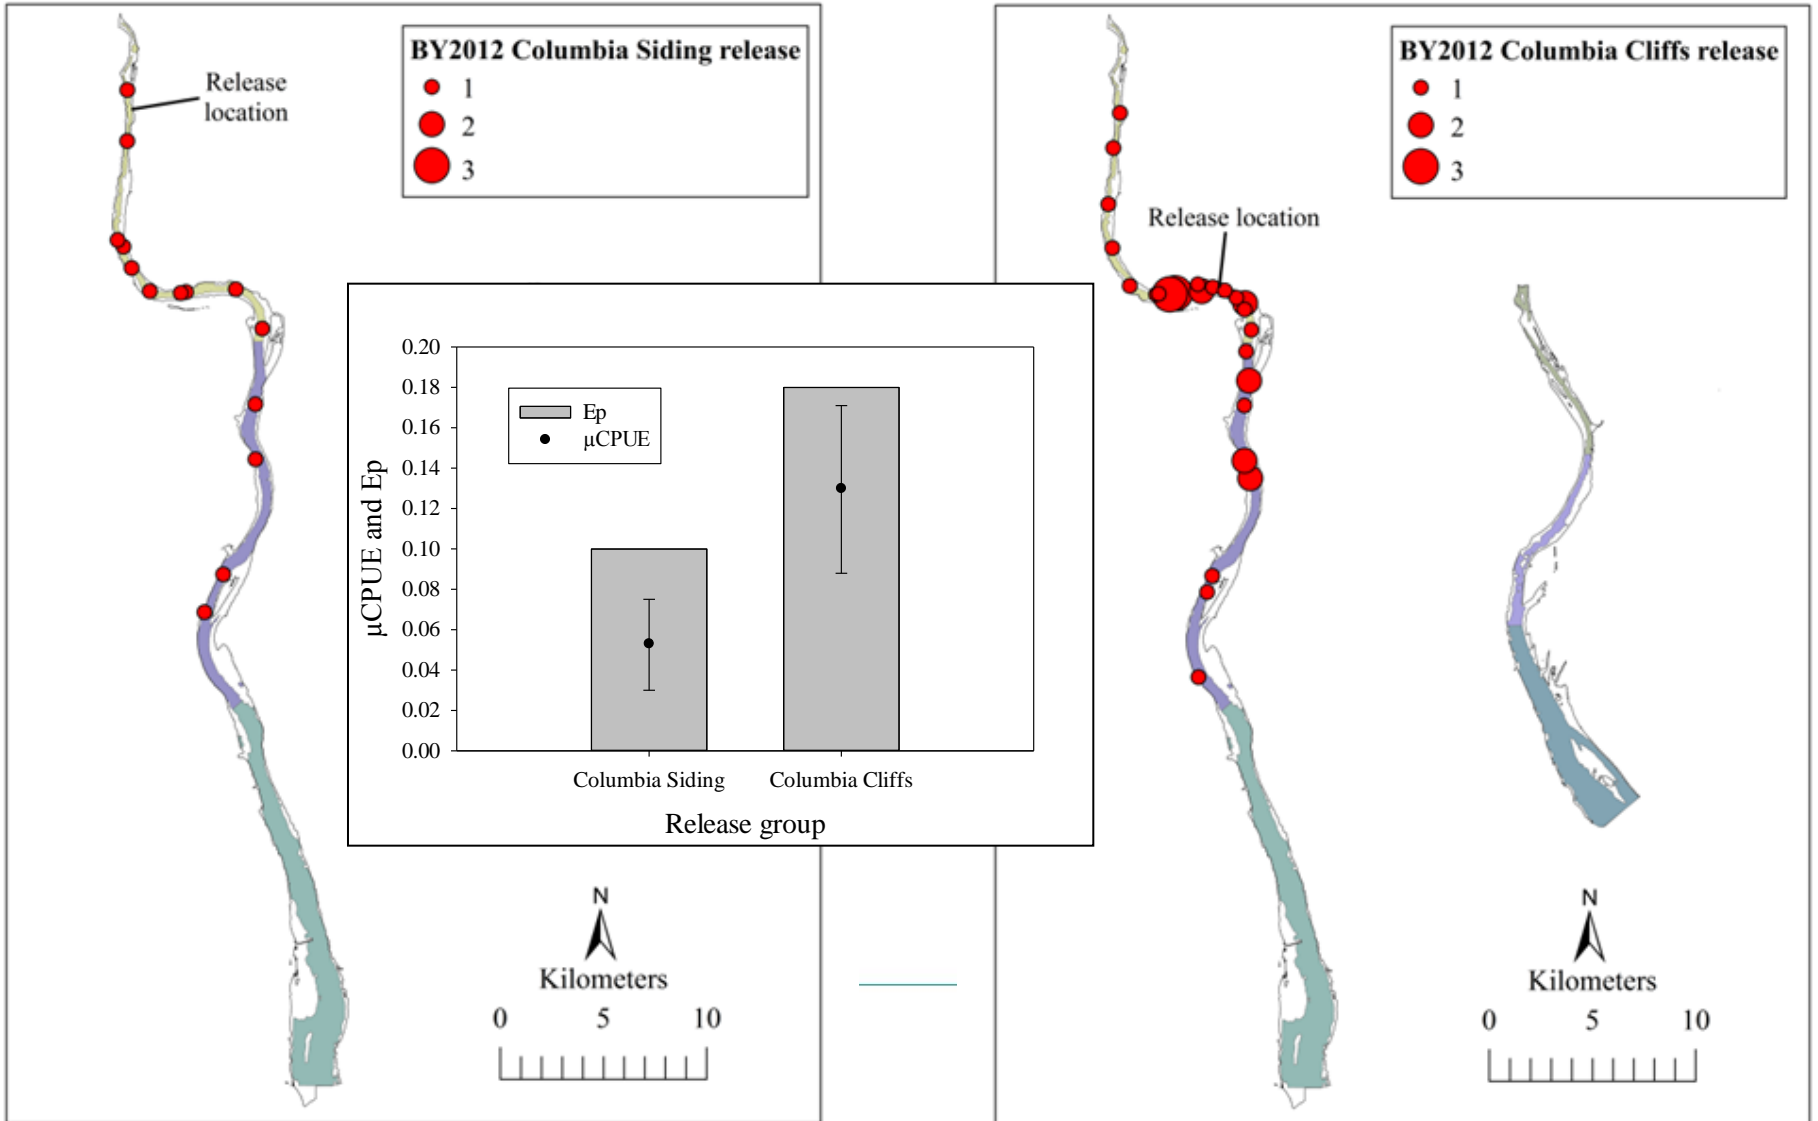 BY2012 Columbia Siding release
1
2
3
Release
location
N
Kilometers
0 5 10
0.20
0.18
0.16
0.14
0.12
0.10
0.08
0.06
0.04
0.02
0.00
µCPUE and Ep
Ep
µCPUE
Columbia Siding Columbia Cliffs
Release group
BY2012 Columbia Cliffs release
1
2
3
Release location
N
Kilometers
0 5 10